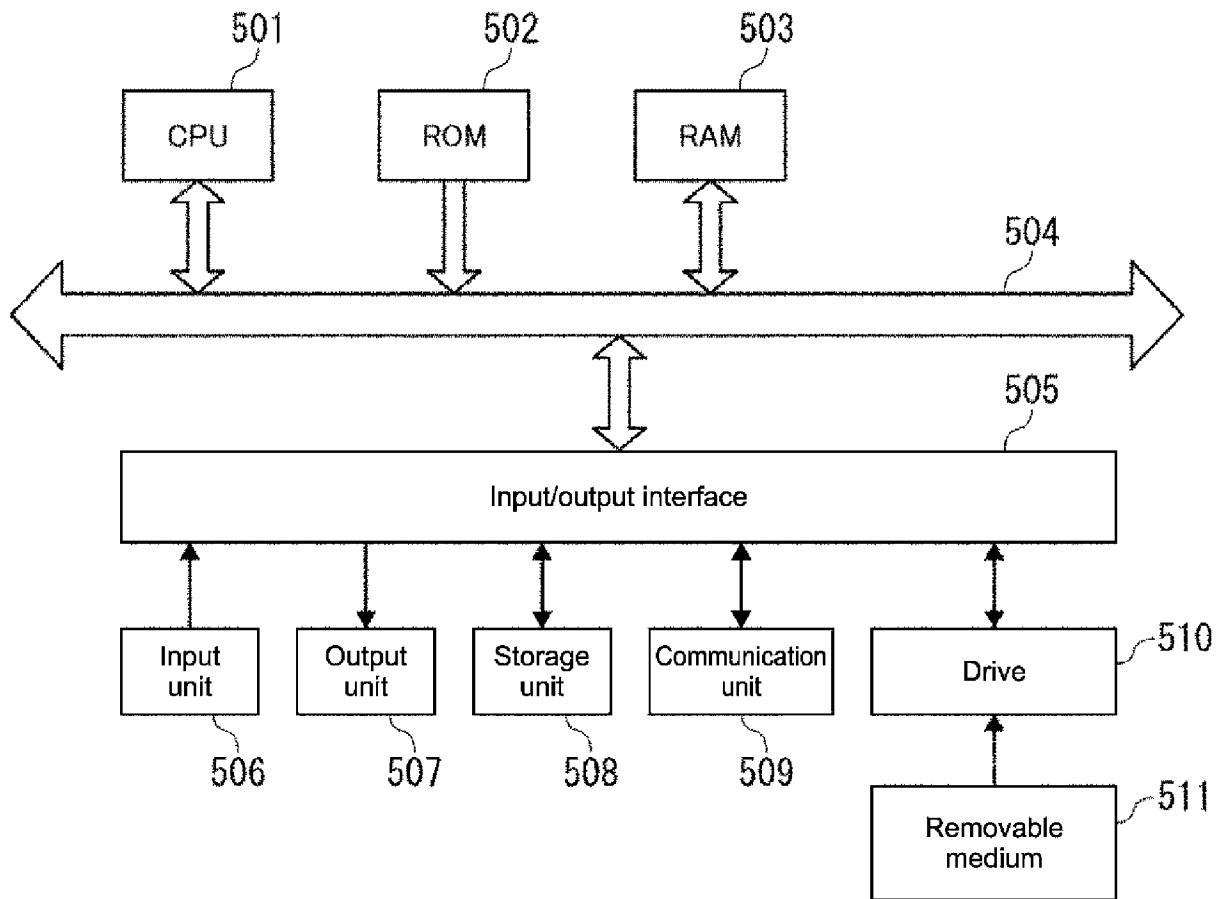 501
502
503
CPU
ROM
RAM
504
505
Input/output interface
Input
unit
Output
unit
Storage
unit
Communication
unit
Drive
510
506
507
508
509
511
Removable
medium